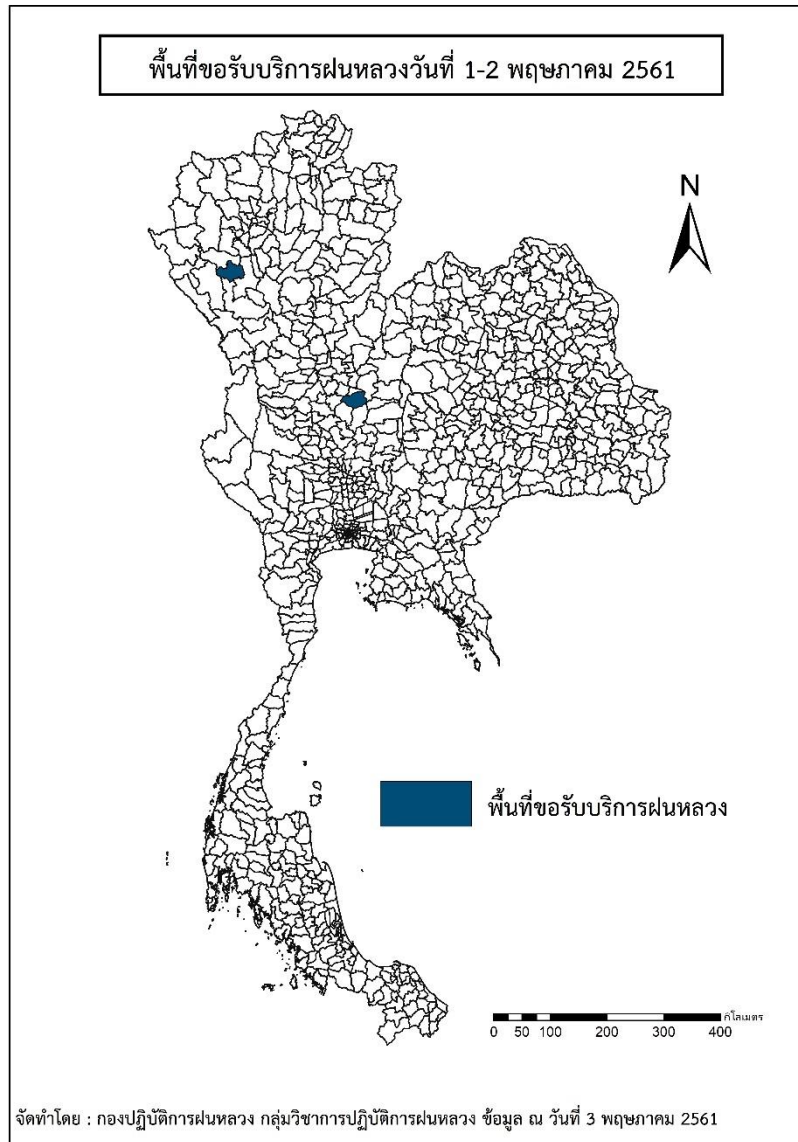 พื้นที่ขอรับบริการฝนหลวงวันที่ 1-2 พฤษภาคม 2561
N
พื้นที่ขอรับบริการฝนหลวง
กิโลเมตร
0 50 100 200 300 400
จัดทำโดย : กองปฏิบัติการฝนหลวง กลุ่มวิชาการปฏิบัติการฝนหลวง ข้อมูล ณ วันที่ 3 พฤษภาคม 2561